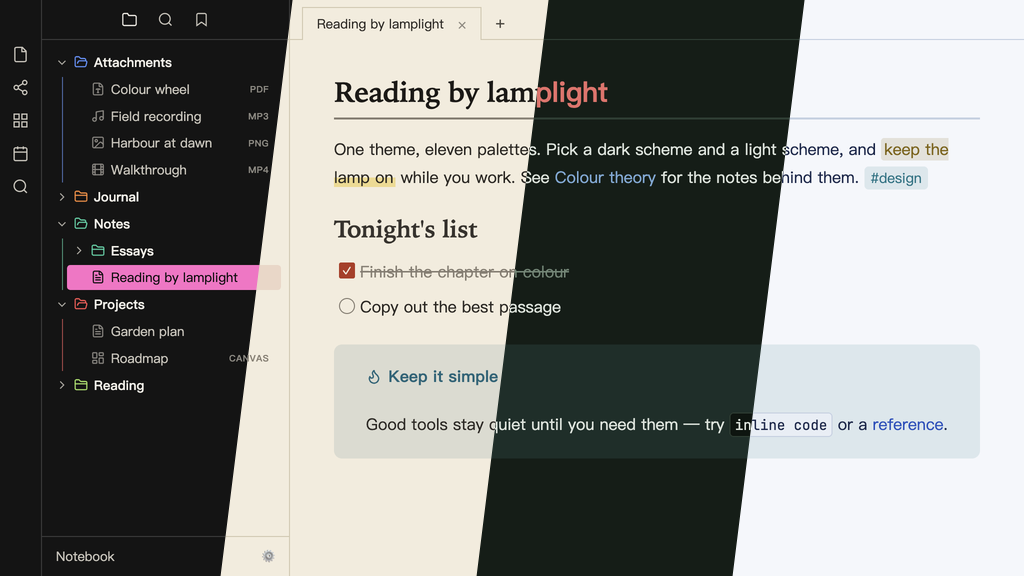 Reading by lamplight
Attachments
Colour wheel PDF
Field recording MP3
Harbour at dawn PNG
Walkthrough MP4
Journal
Notes
Essays
Reading by lamplight
Projects
Garden plan
Roadmap CANVAS
Reading
Notebook
Reading by lamplight
One theme, eleven palettes. Pick a dark scheme and a light scheme, and keep the
lamp on while you work. See Colour theory for the notes behind them. #design
Tonight's list
Finish the chapter on colour
Copy out the best passage
Keep it simple
Good tools stay quiet until you need them — try inline code or a reference.